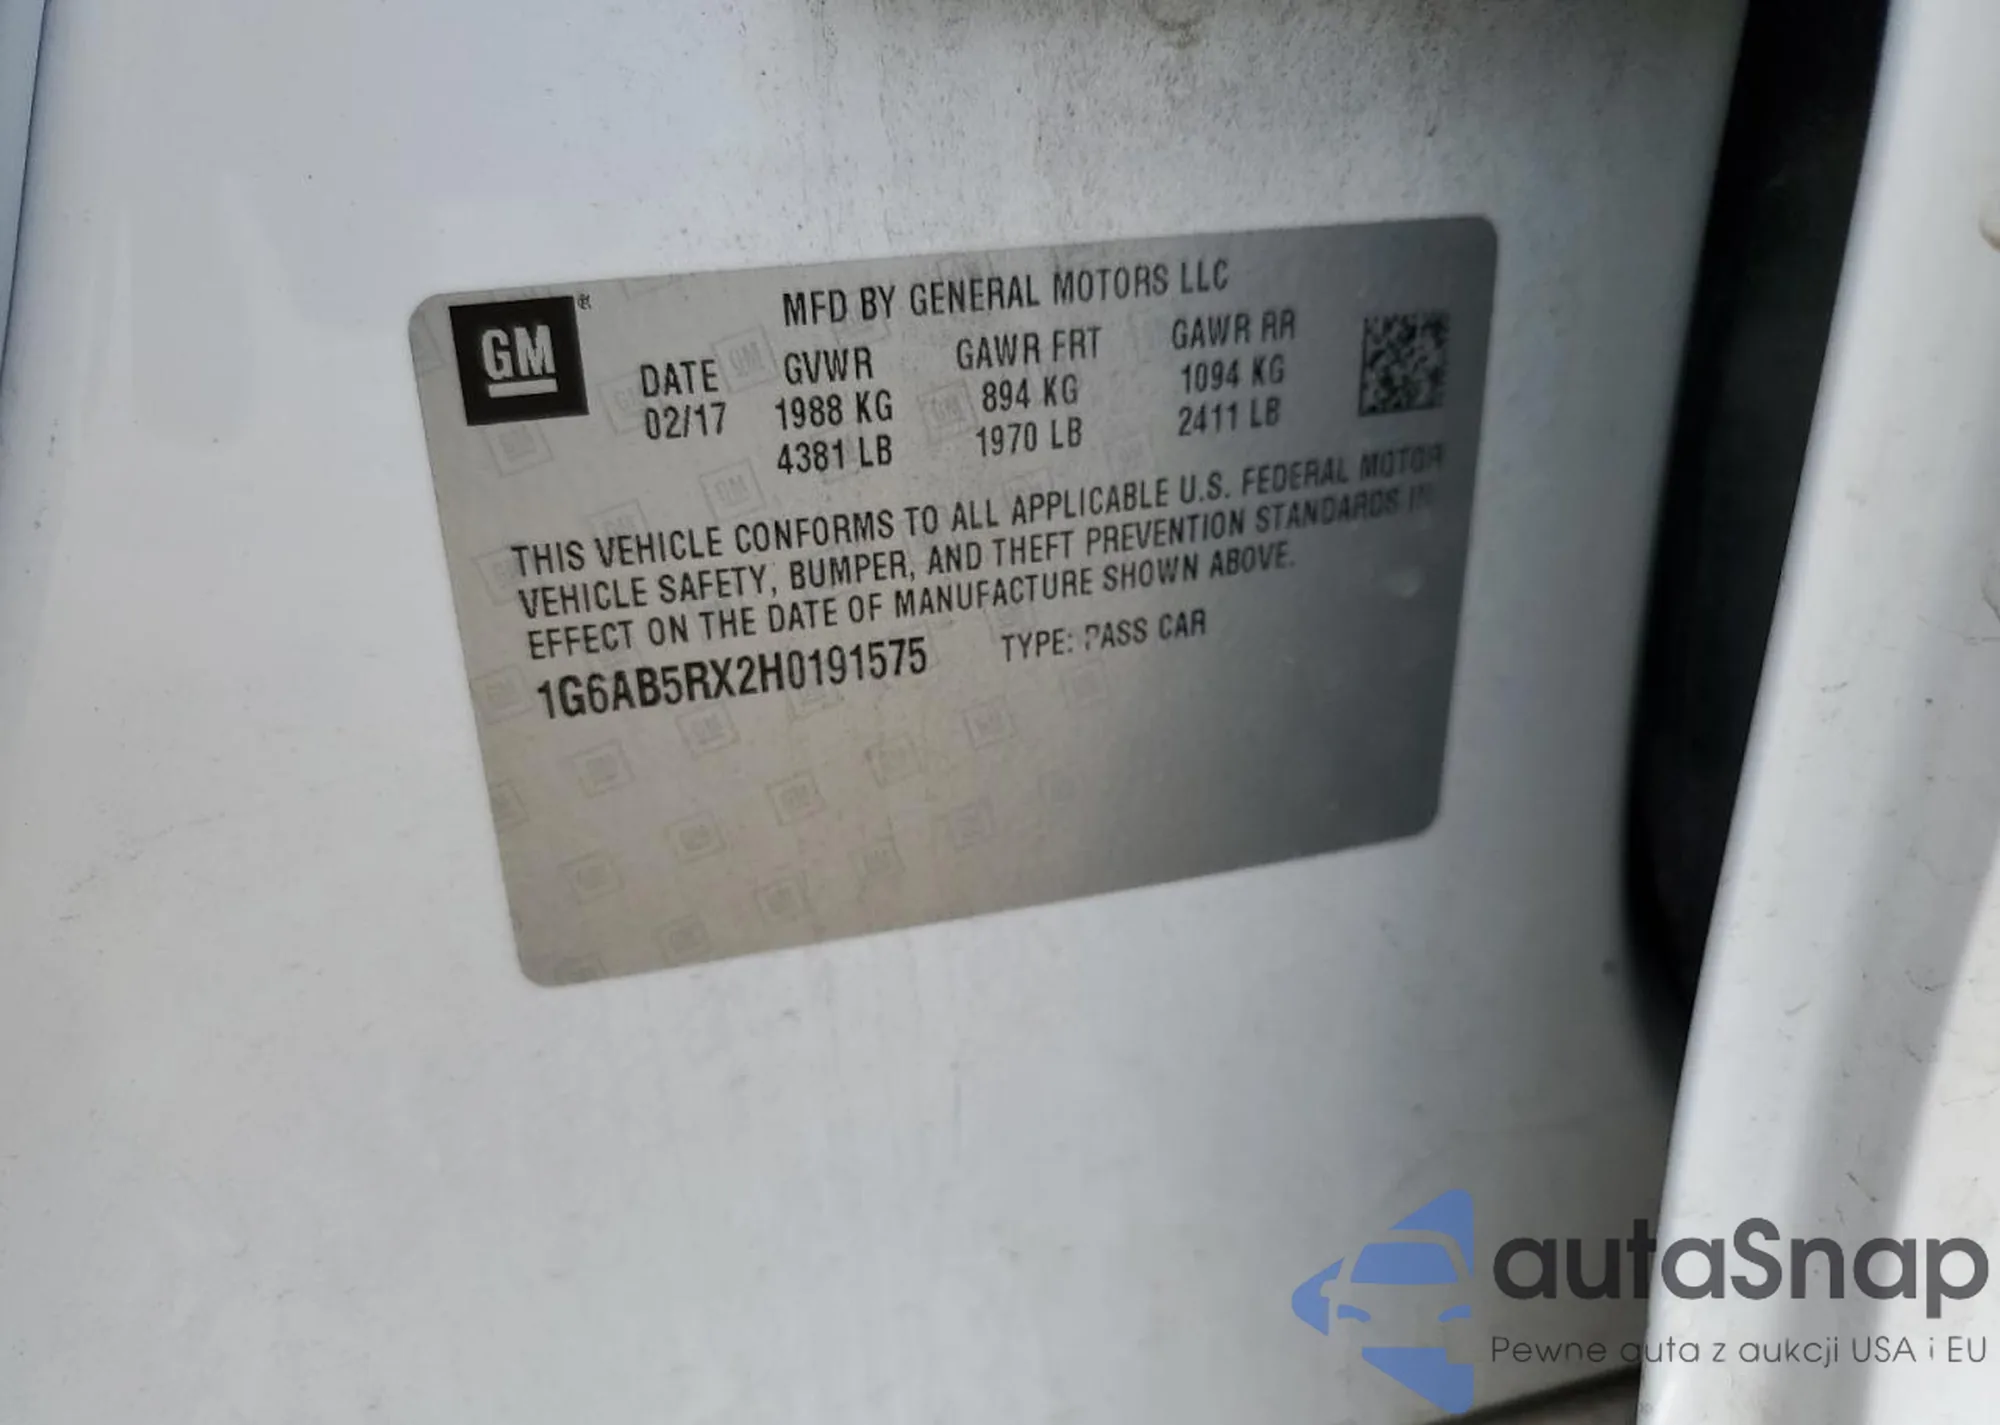 GM
MFD BY GENERAL MOTORS LLC
DATE GVWR GAWR FRT GAWR RR
02/17 1988 KG 894 KG 1094 KG
4381 LB 1970 LB 2411 LB
THIS VEHICLE CONFORMS TO ALL APPLICABLE U.S. FEDERAL MOTOR
VEHICLE SAFETY, BUMPER, AND THEFT PREVENTION STANDARDS IN
EFFECT ON THE DATE OF MANUFACTURE SHOWN ABOVE.
1G6AB5RX2H0191575 TYPE: PASS CAR
autaSnap
Pewne auta z aukcji USA i EU